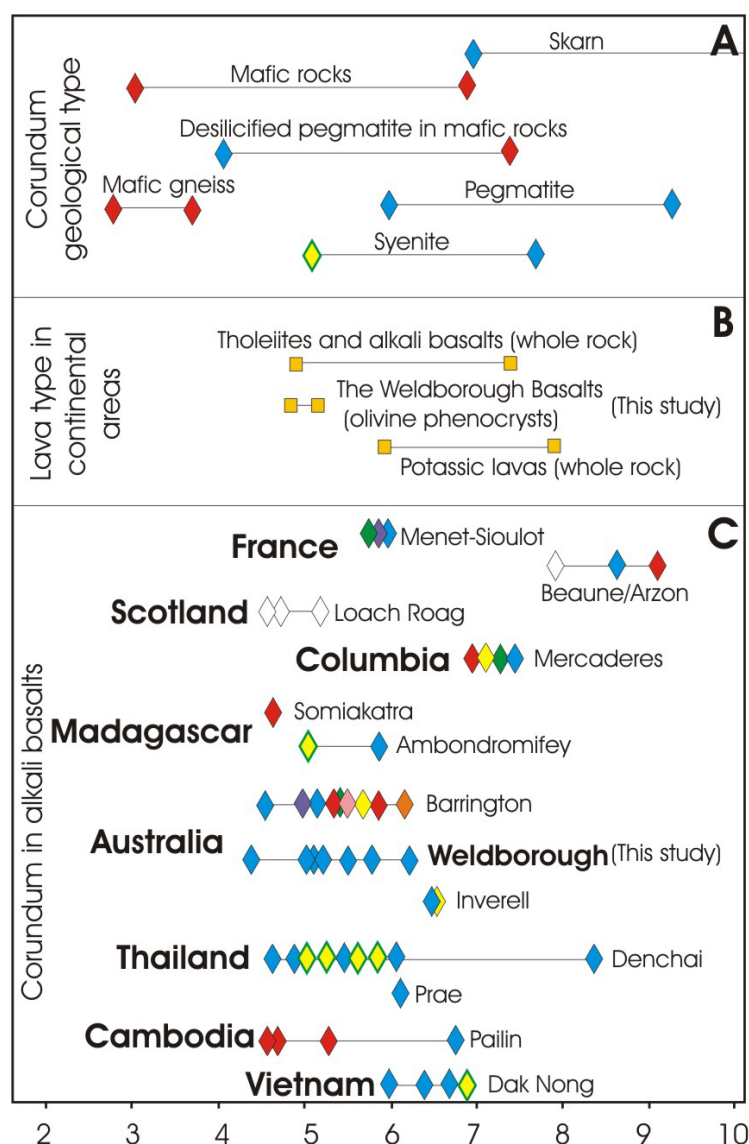 A
Skarn
Mafic rocks
Desilicified pegmatite in mafic rocks
Mafic gneiss
Pegmatite
Syenite
Corundum
geological type
B
Tholeiites and alkali basalts (whole rock)
The Weldborough Basalts
(olivine phenocrysts)
(This study)
Potassic lavas (whole rock)
Lava type in
continental
areas
C
France
Menet-Sioulot
Beaune/Arzon
Scotland
Loach Roag
Columbia
Mercaderes
Madagascar
Somiakatra
Ambondromifey
Australia
Barrington
Weldborough (This study)
Inverell
Thailand
Denchai
Prae
Cambodia
Pailin
Vietnam
Dak Nong
Corundum in alkali basalts
2 3 4 5 6 7 8 9 10